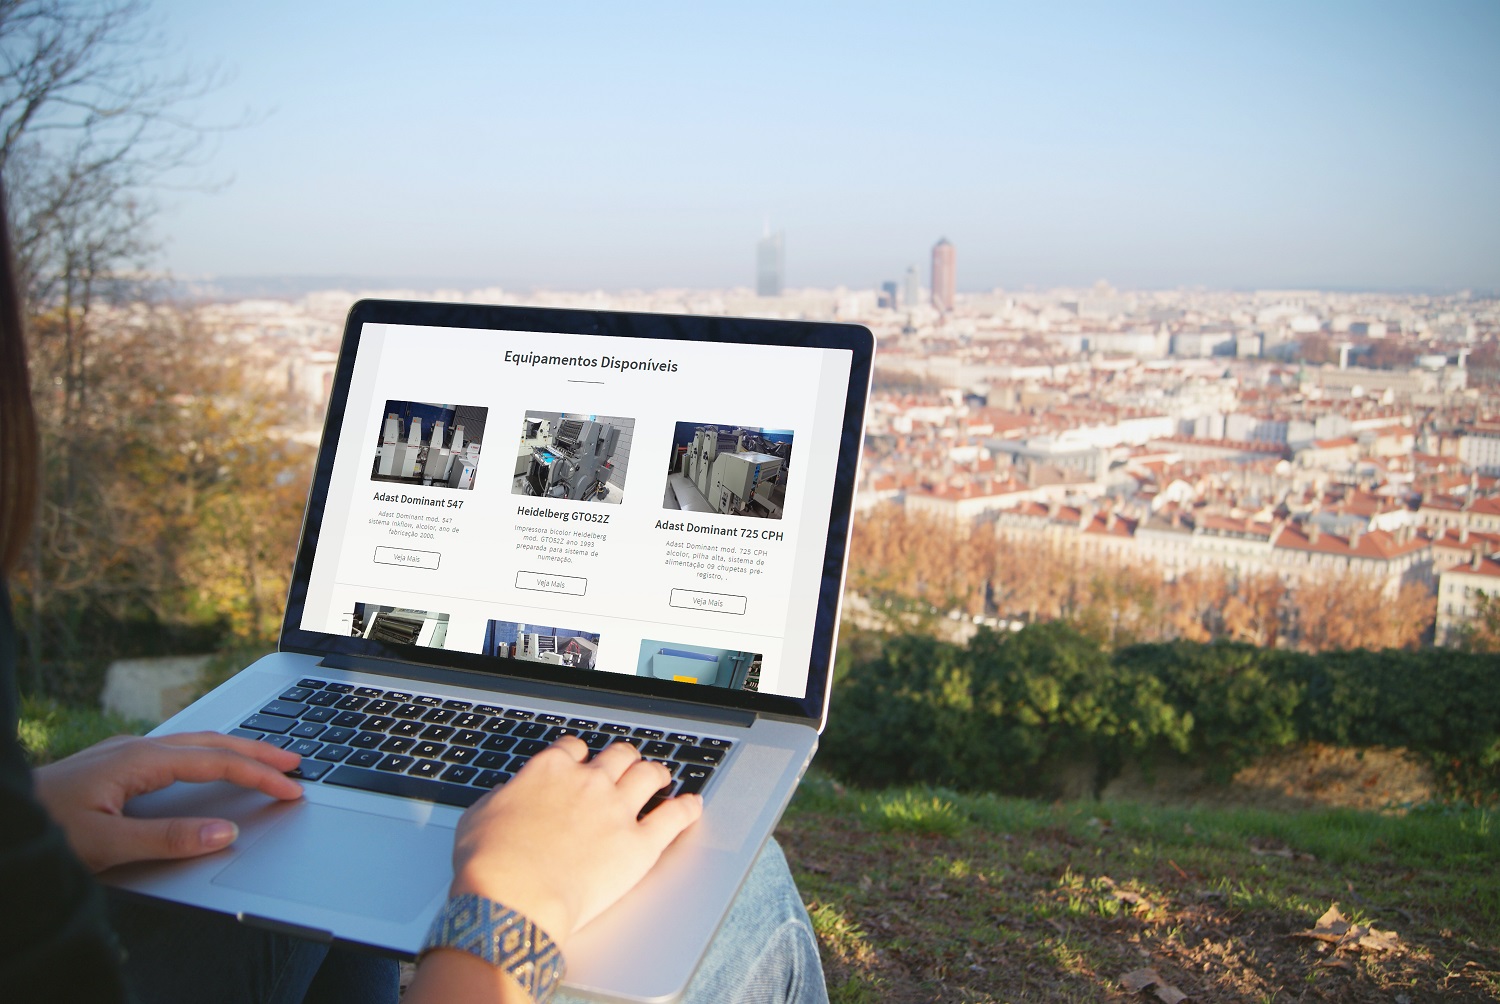 Equipamentos Disponíveis
Adast Dominant 547
Adast Dominant mod. 547
sistema Inkflow, alcolor, ano de
fabricação 2000.
Veja Mais
Heidelberg GTO52Z
Impressora bicolor Heidelberg
mod. GTO52Z ano 1993
preparada para sistema de
numeração.
Veja Mais
Adast Dominant 725 CPH
Adast Dominant mod. 725 CPH
alcolor, pilha alta, sistema de
alimentação 09 chupetas pre-
registro, .
Veja Mais